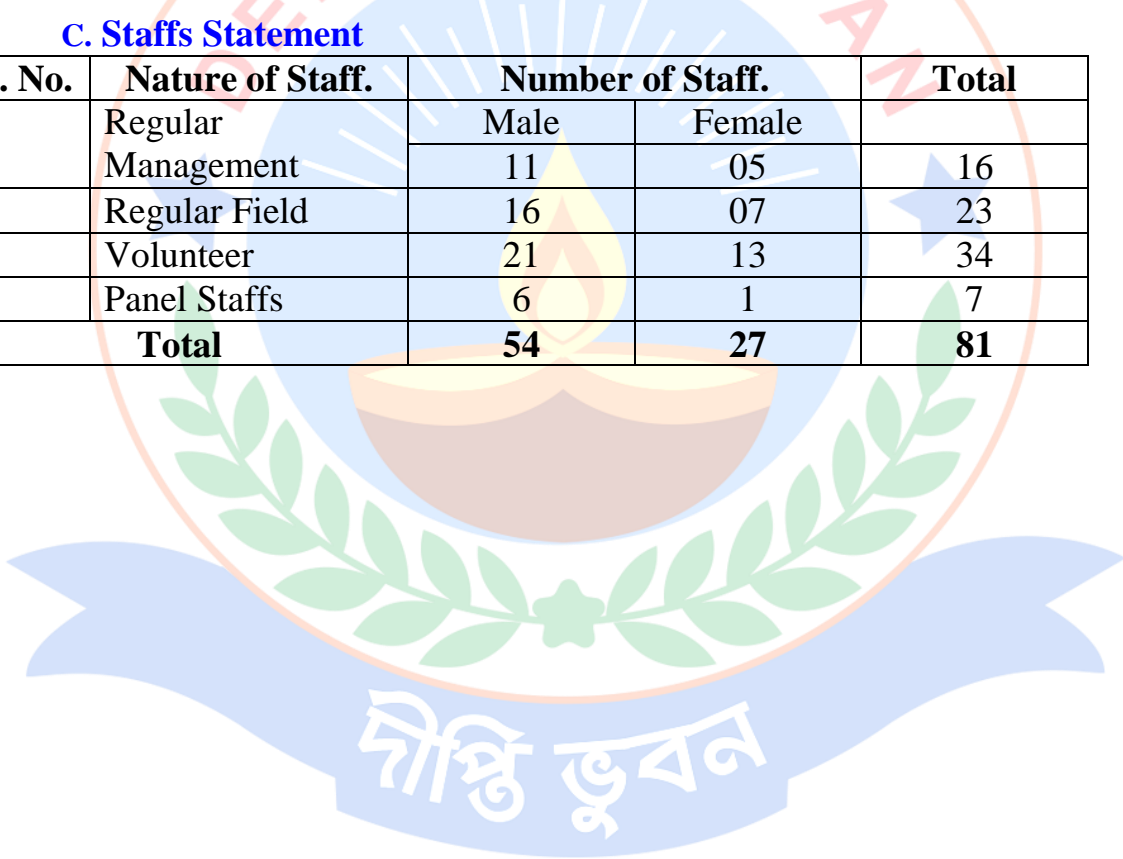 C. Staffs Statement
. No. Nature of Staff. Number of Staff. Total
Regular Male Female
Management 11 05 16
Regular Field 16 07 23
Volunteer 21 13 34
Panel Staffs 6 1 7
Total 54 27 81
দীপ্তি ভুবন